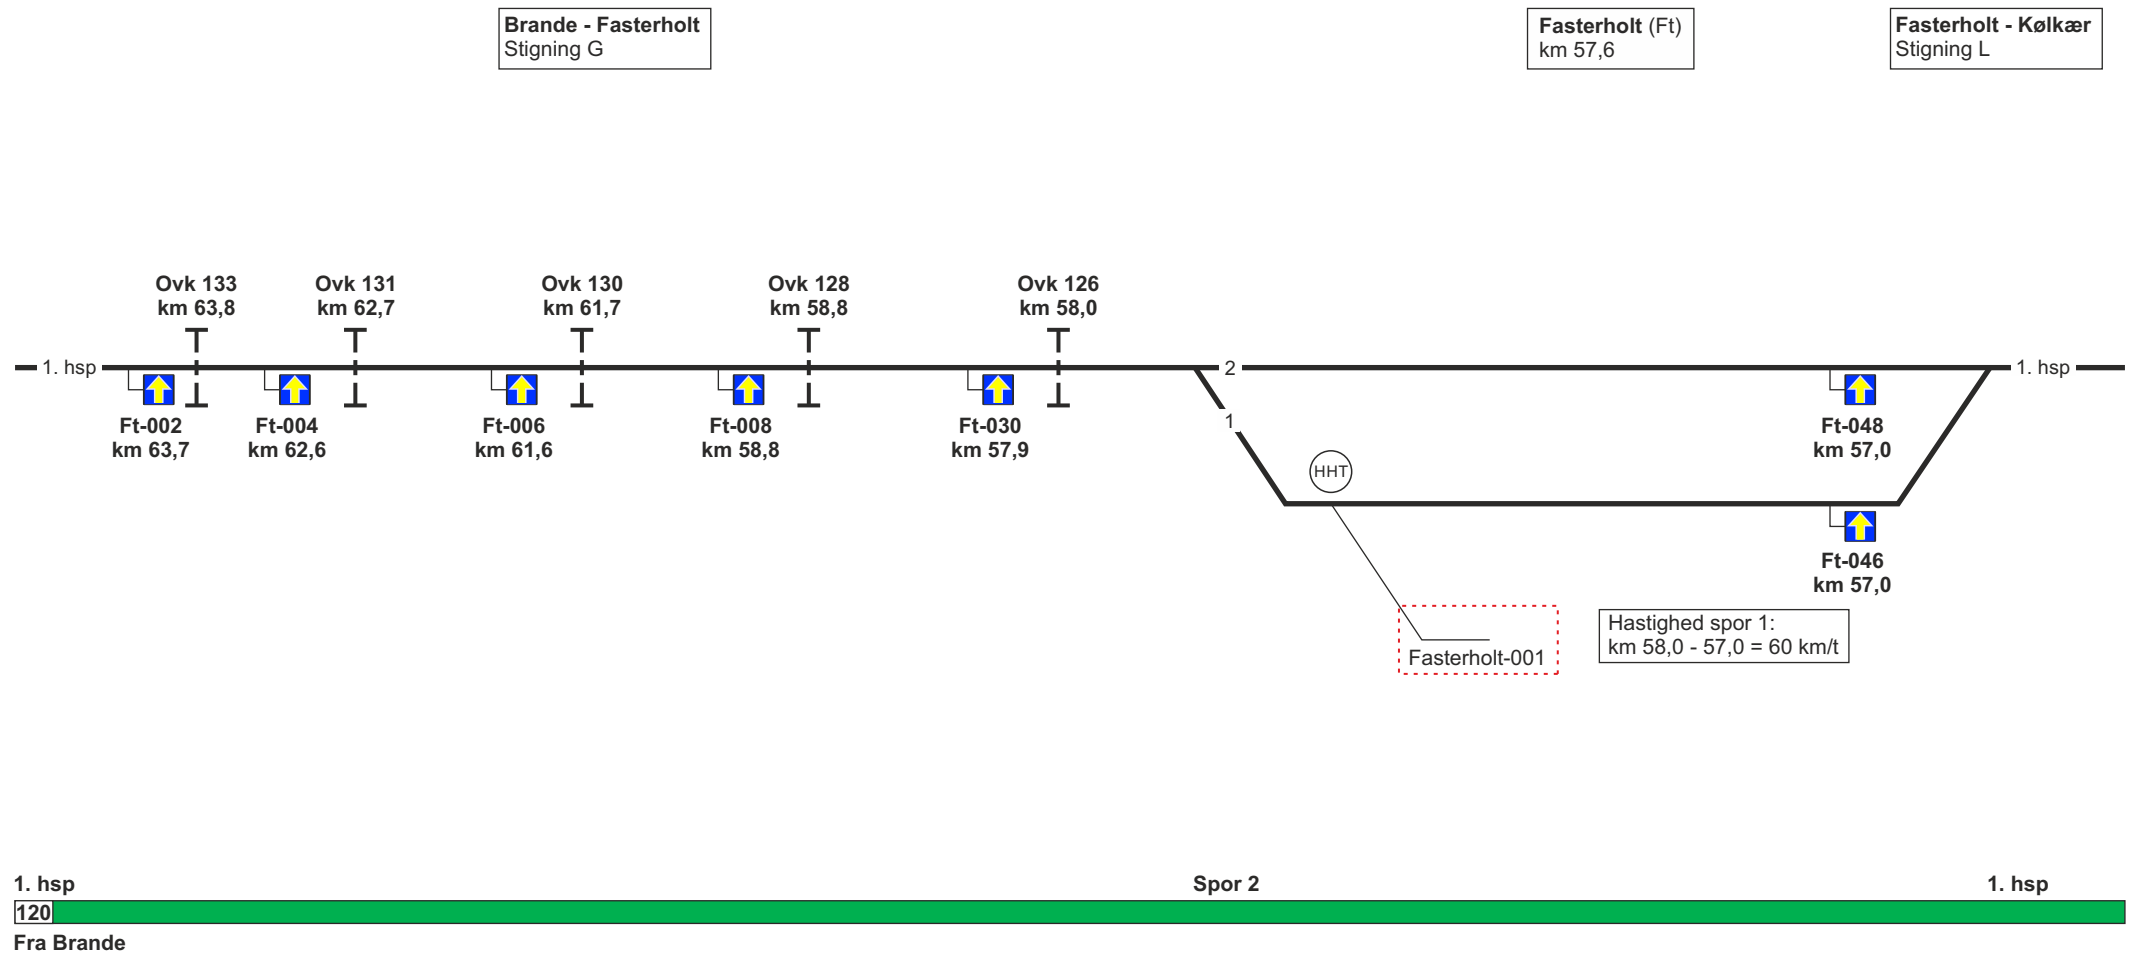 Brande - Fasterholt
Stigning G
Fasterholt (Ft)
km 57,6
Fasterholt - Kølkær
Stigning L
Ovk 133
km 63,8
Ovk 131
km 62,7
Ovk 130
km 61,7
Ovk 128
km 58,8
Ovk 126
km 58,0
1. hsp
2
1. hsp
Ft-002
km 63,7
Ft-004
km 62,6
Ft-006
km 61,6
Ft-008
km 58,8
Ft-030
km 57,9
1
Ft-048
km 57,0
HHT
Ft-046
km 57,0
Fasterholt-001
Hastighed spor 1:
km 58,0 - 57,0 = 60 km/t
1. hsp
Spor 2
1. hsp
120
Fra Brande